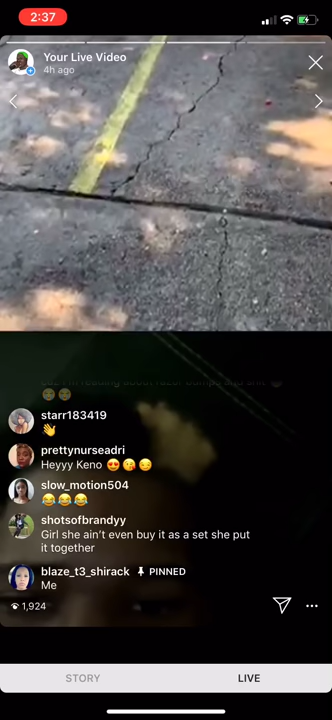 2:37
Your Live Video
4h ago
starr183419
👋
prettynurseadri
Heyyy Keno 😍😘😏
slow_motion504
😂😂😂
shotsofbrandyy
Girl she ain't even buy it as a set she put
it together
blaze_t3_shirack PINNED
Me
1,924
STORY LIVE